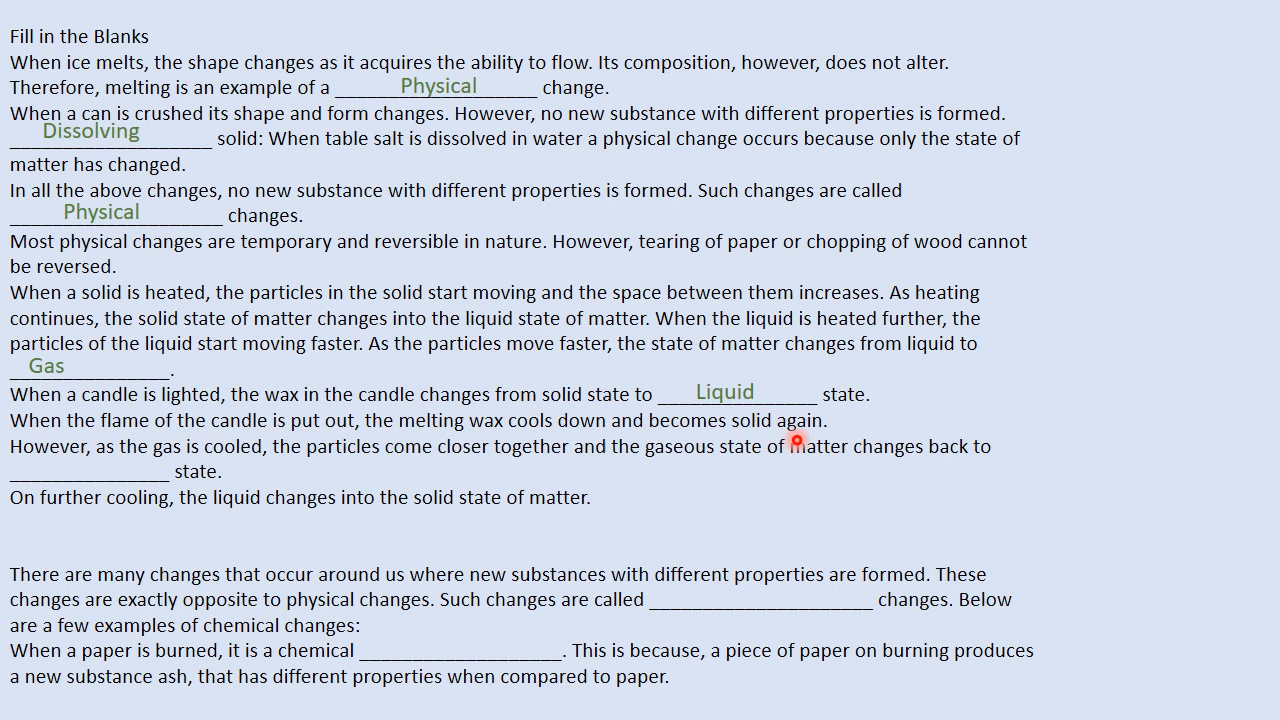 Fill in the Blanks
When ice melts, the shape changes as it acquires the ability to flow. Its composition, however, does not alter.
Therefore, melting is an example of a ___________________ Physical change.
When a can is crushed its shape and form changes. However, no new substance with different properties is formed.
Dissolving ___________________ solid: When table salt is dissolved in water a physical change occurs because only the state of
matter has changed.
In all the above changes, no new substance with different properties is formed. Such changes are called
Physical ____________________ changes.
Most physical changes are temporary and reversible in nature. However, tearing of paper or chopping of wood cannot
be reversed.
When a solid is heated, the particles in the solid start moving and the space between them increases. As heating
continues, the solid state of matter changes into the liquid state of matter. When the liquid is heated further, the
particles of the liquid start moving faster. As the particles move faster, the state of matter changes from liquid to
Gas _______________.
When a candle is lighted, the wax in the candle changes from solid state to _______________ Liquid state.
When the flame of the candle is put out, the melting wax cools down and becomes solid again.
However, as the gas is cooled, the particles come closer together and the gaseous state of matter changes back to
_______________ state.
On further cooling, the liquid changes into the solid state of matter.
There are many changes that occur around us where new substances with different properties are formed. These
changes are exactly opposite to physical changes. Such changes are called _____________________ changes. Below
are a few examples of chemical changes:
When a paper is burned, it is a chemical ___________________. This is because, a piece of paper on burning produces
a new substance ash, that has different properties when compared to paper.